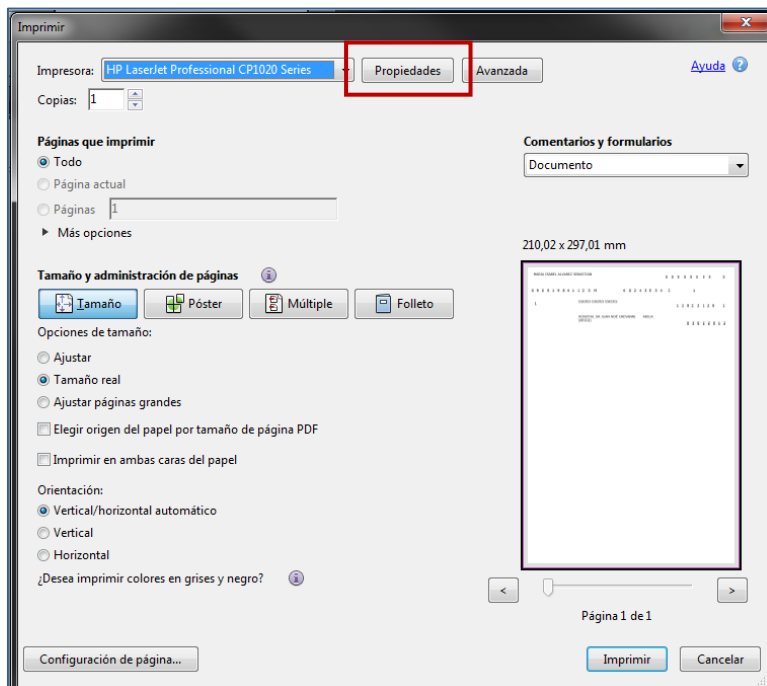 Imprimir
Impresora: HP LaserJet Professional CP1020 Series Propiedades Avanzada Ayuda
Copias: 1
Páginas que imprimir
Todo
Página actual
Páginas 1
Más opciones
Comentarios y formularios
Documento
210,02 x 297,01 mm
Tamaño y administración de páginas
Tamaño Póster Múltiple Folleto
Opciones de tamaño:
Ajustar
Tamaño real
Ajustar páginas grandes
Elegir origen del papel por tamaño de página PDF
Imprimir en ambas caras del papel
Orientación:
Vertical/horizontal automático
Vertical
Horizontal
¿Desea imprimir colores en grises y negro?
< >
Página 1 de 1
Configuración de página... Imprimir Cancelar